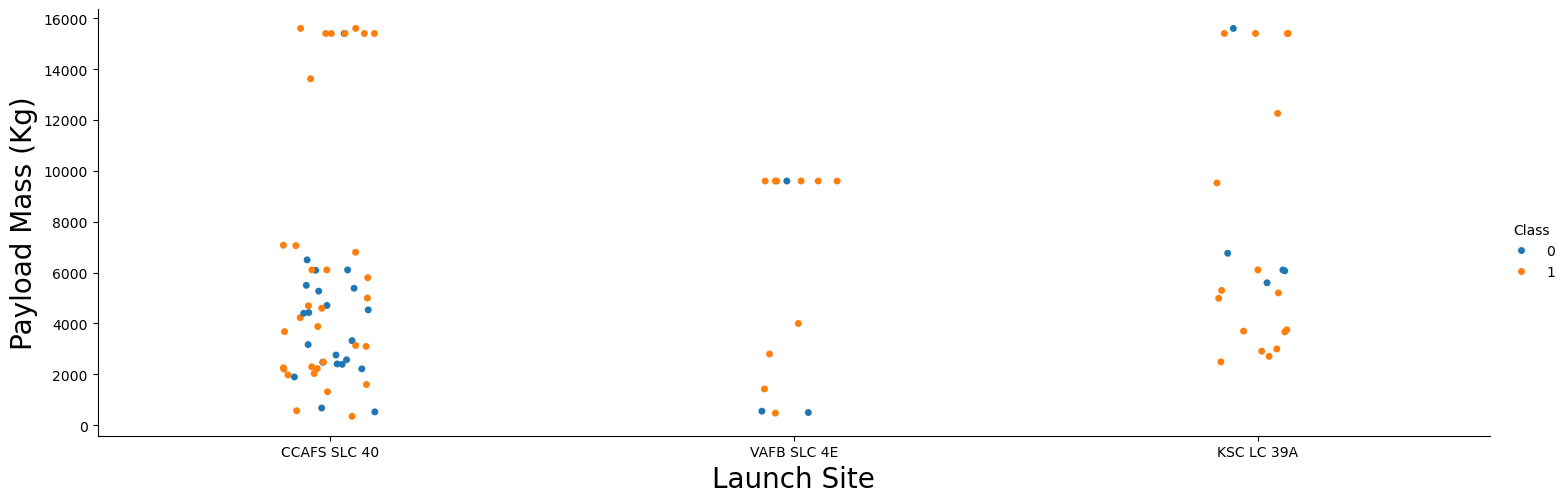 Payload Mass (Kg)
16000
14000
12000
10000
8000
6000
4000
2000
0
CCAFS SLC 40
VAFB SLC 4E
KSC LC 39A
Launch Site
Class
0
1